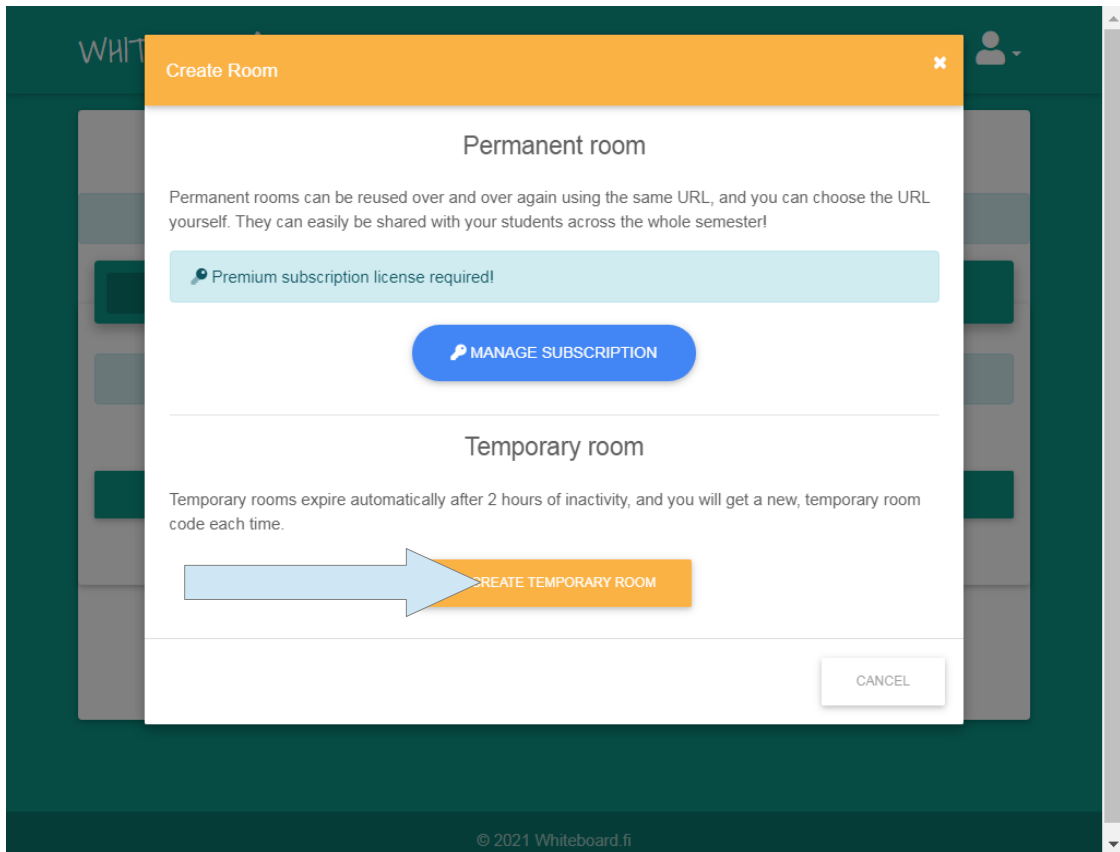 WHIT
Create Room
Permanent room
Permanent rooms can be reused over and over again using the same URL, and you can choose the URL
yourself. They can easily be shared with your students across the whole semester!
Premium subscription license required!
MANAGE SUBSCRIPTION
Temporary room
Temporary rooms expire automatically after 2 hours of inactivity, and you will get a new, temporary room
code each time.
CREATE TEMPORARY ROOM
CANCEL
© 2021 Whiteboard.fi